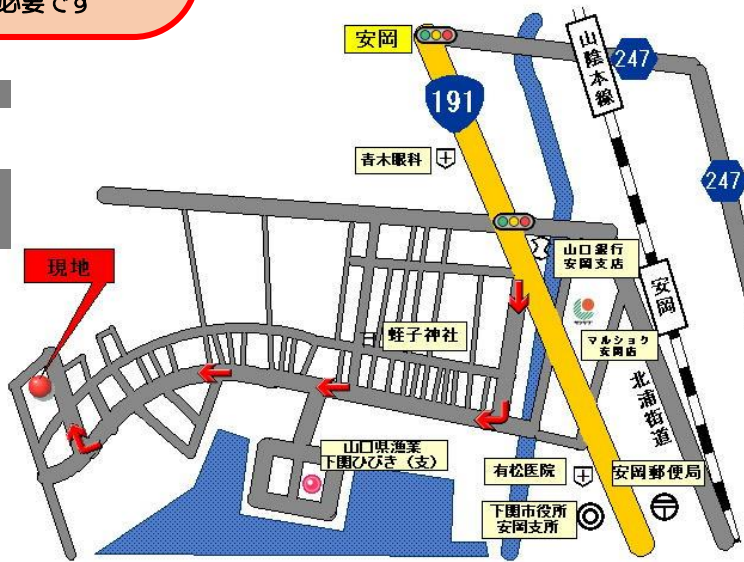 必要です
安岡
191
247
山陰本線
247
青木眼科
山口銀行
安岡支店
現地
安岡
蛭子神社
マルショク
安岡店
北浦街道
山口県漁業
下関ひびき（支）
有松医院
安岡郵便局
下関市役所
安岡支所